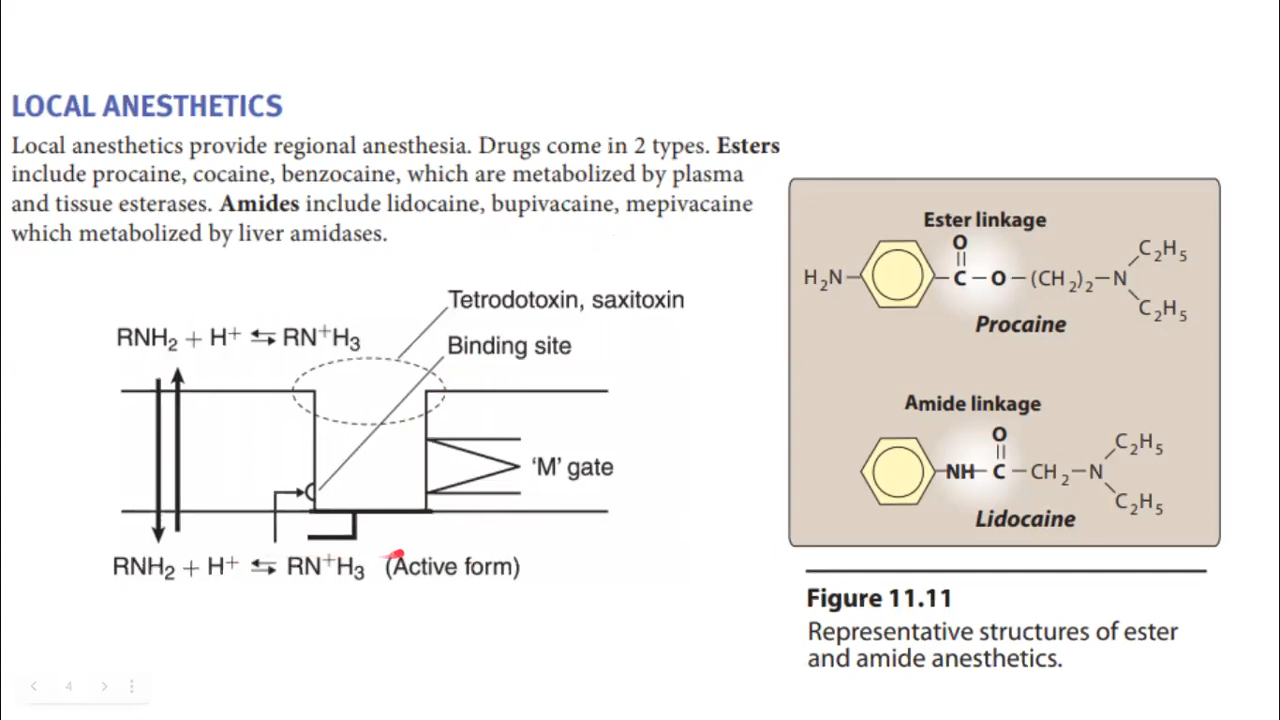 LOCAL ANESTHETICS
Local anesthetics provide regional anesthesia. Drugs come in 2 types. Esters
include procaine, cocaine, benzocaine, which are metabolized by plasma
and tissue esterases. Amides include lidocaine, bupivacaine, mepivacaine
which metabolized by liver amidases.
Tetrodotoxin, saxitoxin
RNH₂ + H⁺ ⇆ RN⁺H₃
Binding site
'M' gate
RNH₂ + H⁺ ⇆ RN⁺H₃ (Active form)
Ester linkage
O
C₂H₅
H₂N C – O – (CH₂)₂ – N
C₂H₅
Procaine
Amide linkage
O
C₂H₅
NH – C – CH₂ – N
C₂H₅
Lidocaine
Figure 11.11
Representative structures of ester
and amide anesthetics.
4